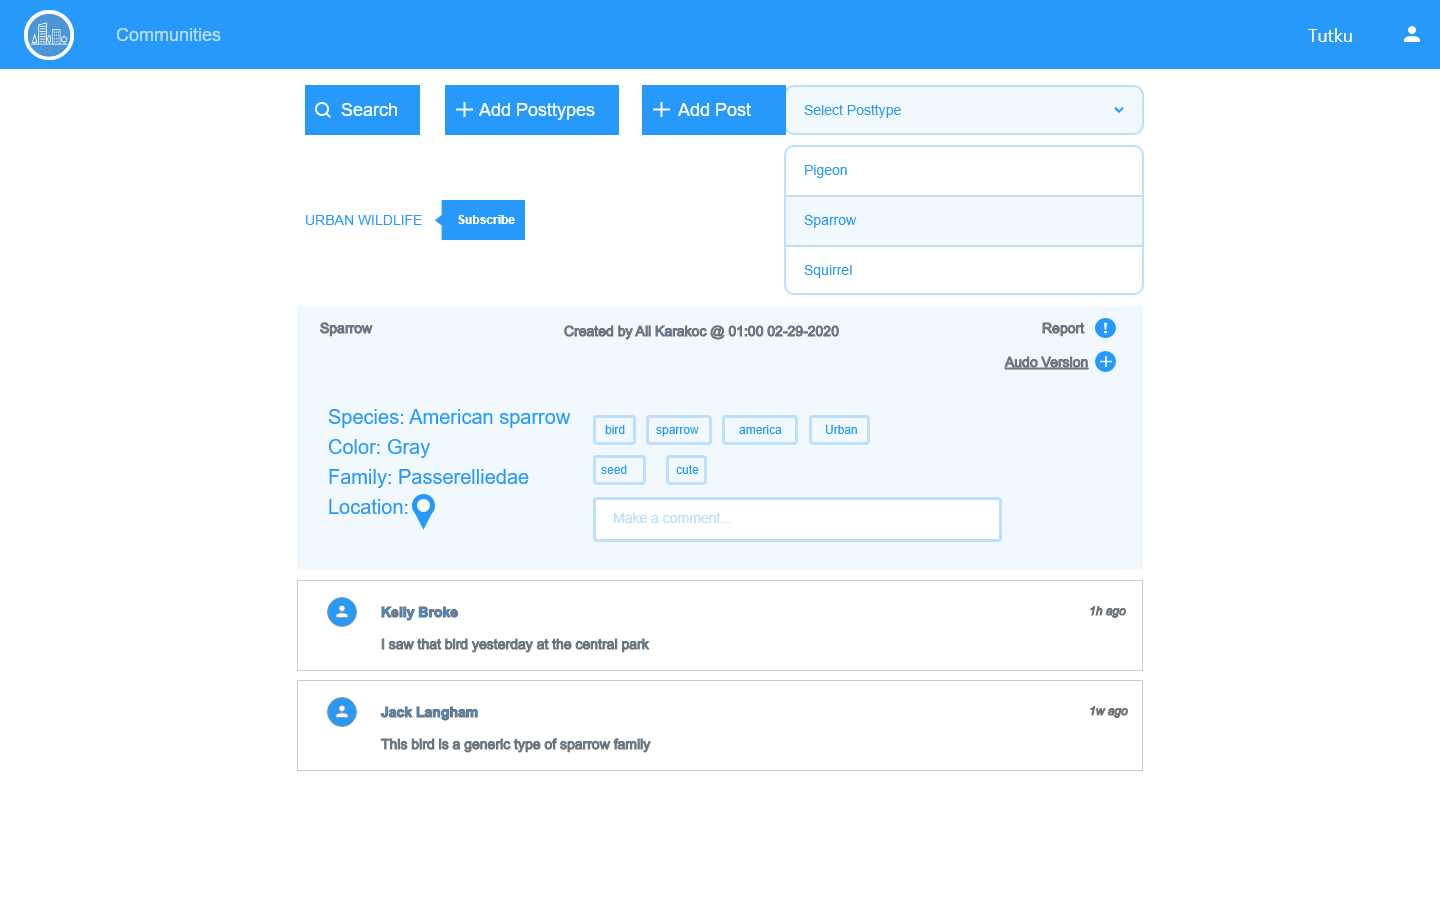 Communities
Tutku
Search
Add Posttypes
Add Post
Select Posttype
Pigeon
URBAN WILDLIFE
Subscribe
Sparrow
Squirrel
Sparrow
Created by Ali Karakoc @ 01:00 02-29-2020
Report
Audo Version
Species: American sparrow
Color: Gray
Family: Passerelliedae
Location:
bird
sparrow
america
Urban
seed
cute
Make a comment...
Kelly Broke
1h ago
I saw that bird yesterday at the central park
Jack Langham
1w ago
This bird is a generic type of sparrow family